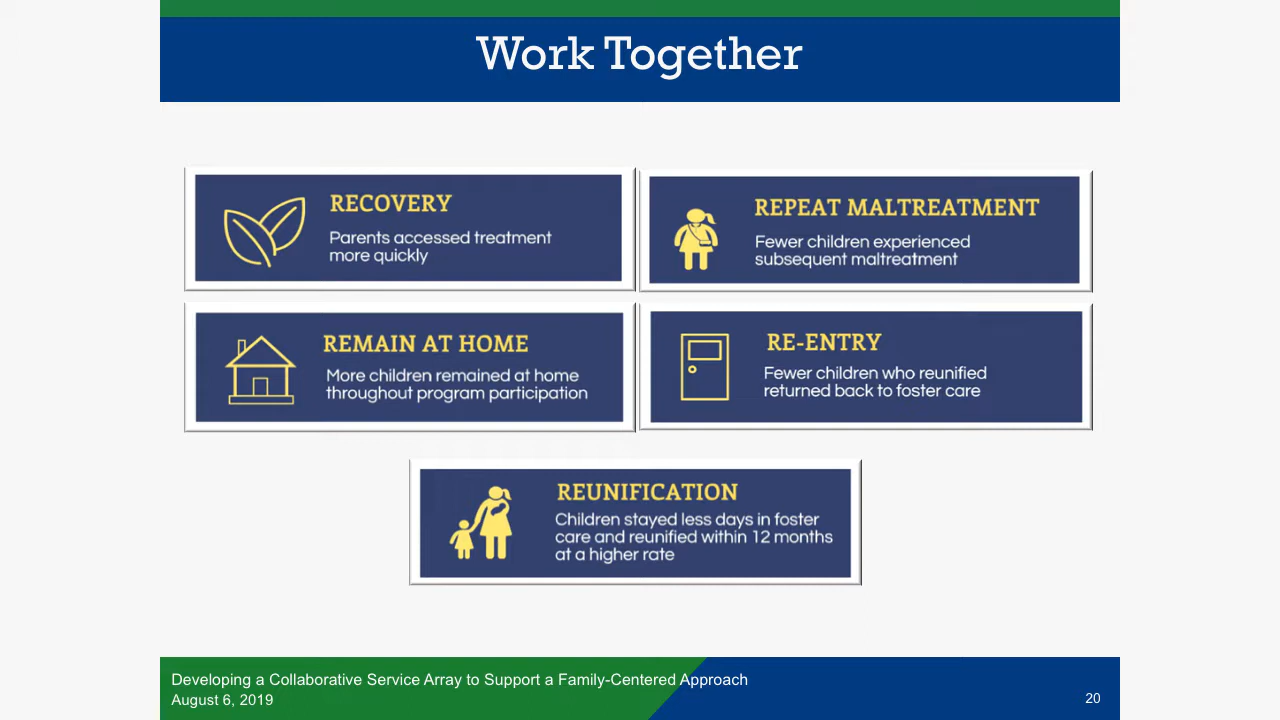 Work Together
RECOVERY
Parents accessed treatment
more quickly
REPEAT MALTREATMENT
Fewer children experienced
subsequent maltreatment
REMAIN AT HOME
More children remained at home
throughout program participation
RE-ENTRY
Fewer children who reunified
returned back to foster care
REUNIFICATION
Children stayed less days in foster
care and reunified within 12 months
at a higher rate
Developing a Collaborative Service Array to Support a Family-Centered Approach
August 6, 2019
20